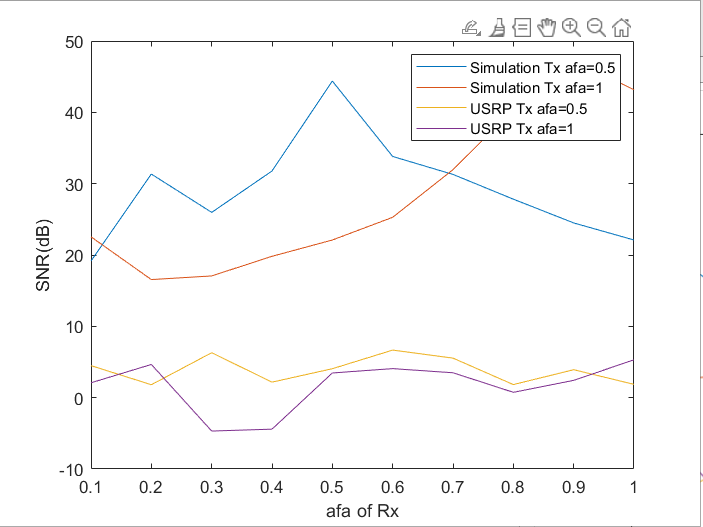 50
40
30
20
10
0
-10
SNR(dB)
Simulation Tx afa=0.5
Simulation Tx afa=1
USRP Tx afa=0.5
USRP Tx afa=1
0.1 0.2 0.3 0.4 0.5 0.6 0.7 0.8 0.9 1
afa of Rx